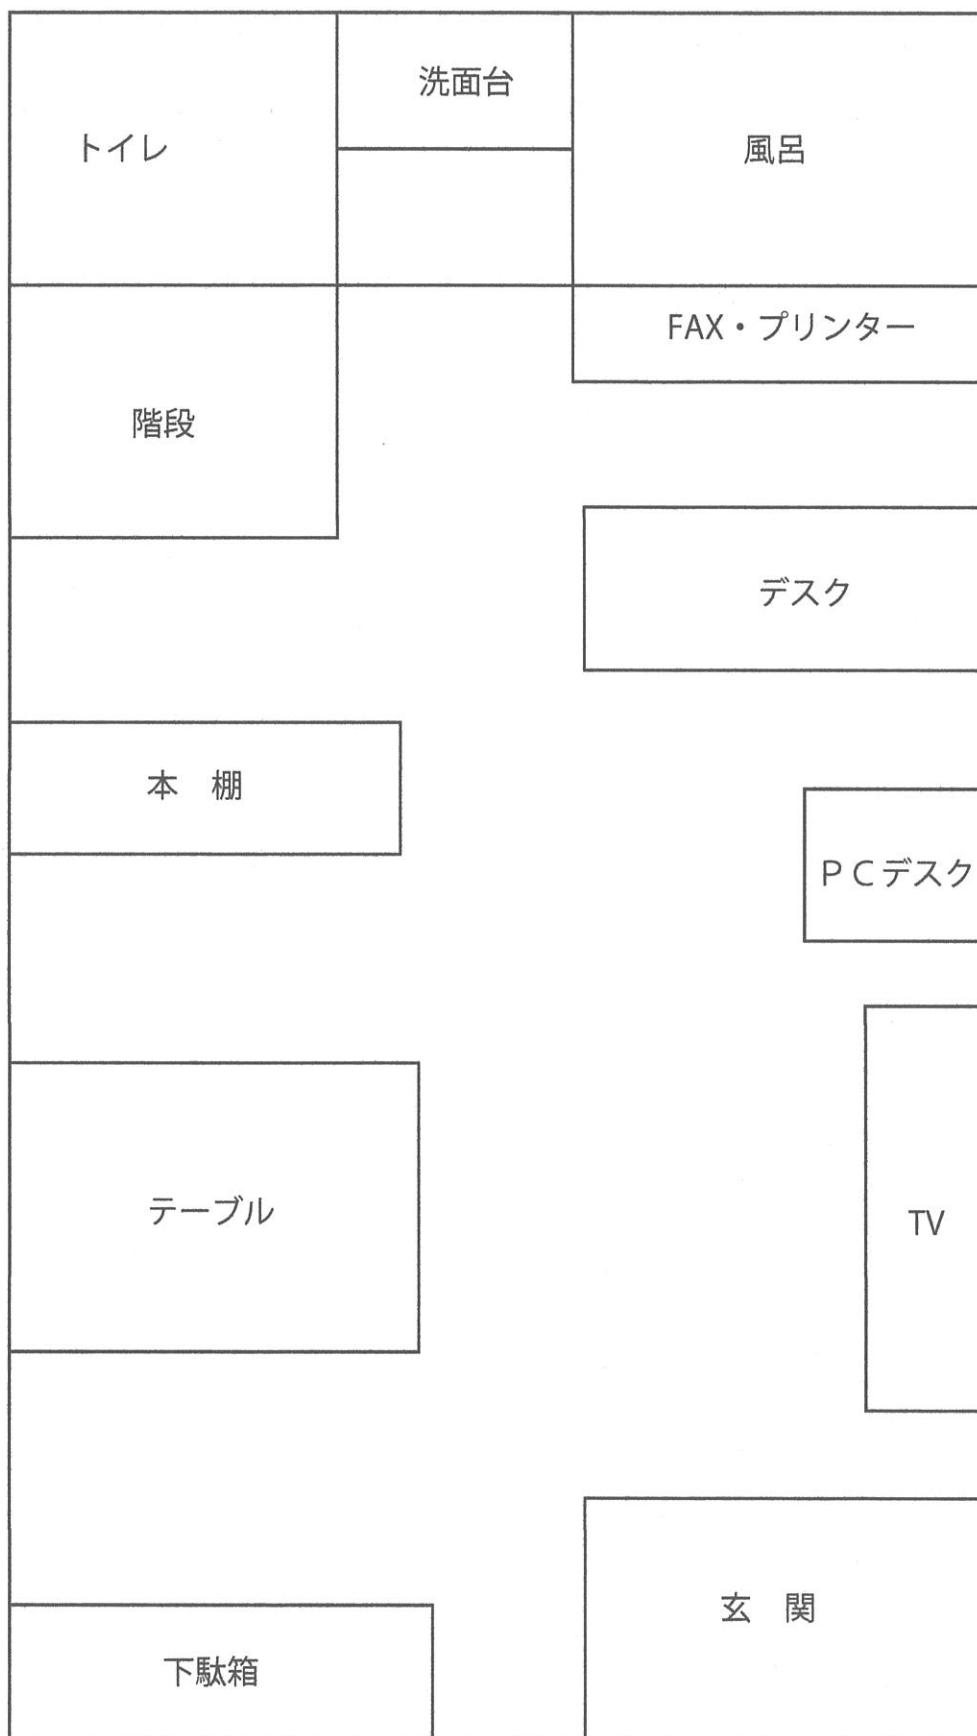 洗面台
トイレ
風呂
FAX・プリンター
階段
デスク
本　棚
ＰＣデスク
テーブル
TV
玄　関
下駄箱